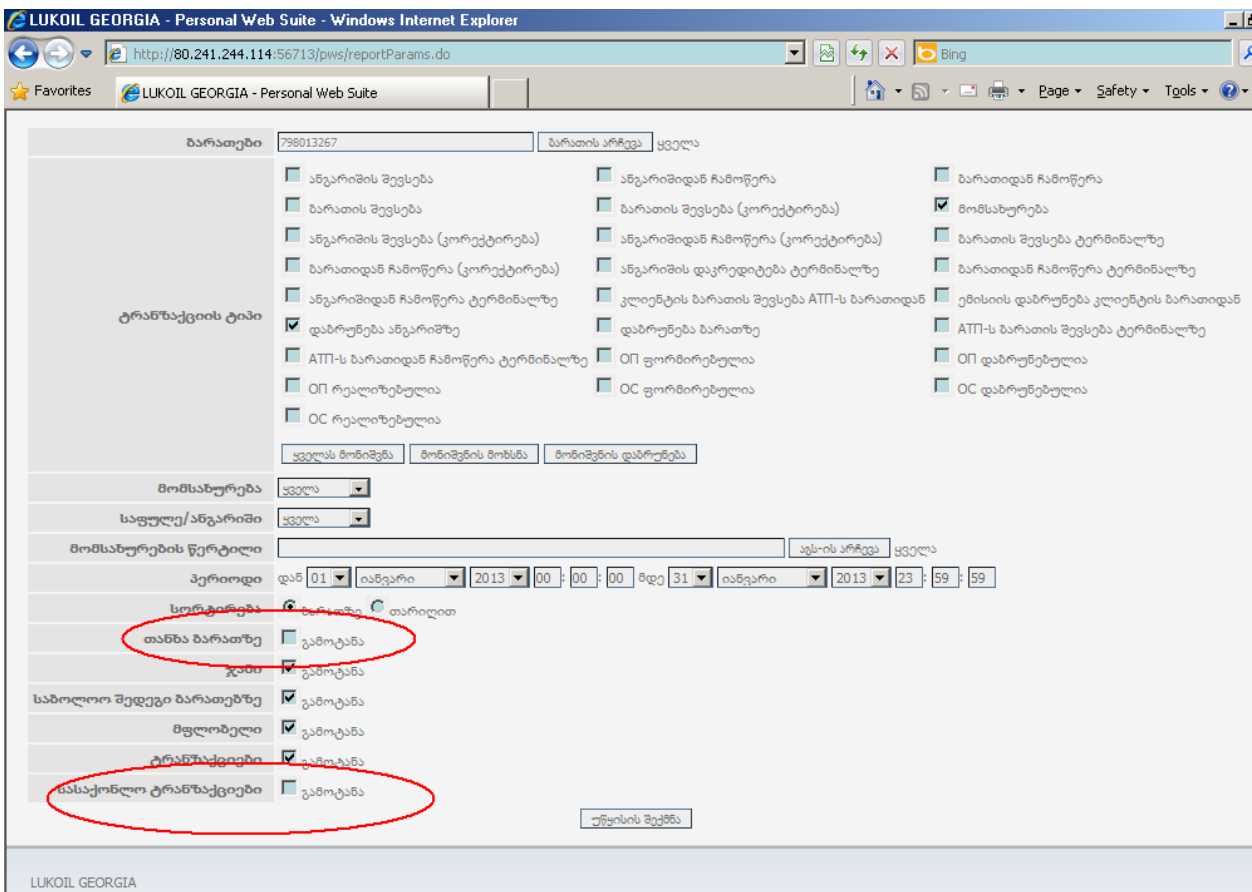 LUKOIL GEORGIA - Personal Web Suite - Windows Internet Explorer
http://80.241.244.114:56713/pws/reportParams.do Bing
Favorites LUKOIL GEORGIA - Personal Web Suite Page Safety Tools
ბარათები 798013267 ბარათის არჩევა ყველა
ანგარიშის შევსება ანგარიშიდან ჩამოწერა ბარათიდან ჩამოწერა
ბარათის შევსება ბარათის შევსება (კორექტირება) მომსახურება
ანგარიშის შევსება (კორექტირება) ანგარიშიდან ჩამოწერა (კორექტირება) ბარათის შევსება ტერმინალზე
ბარათიდან ჩამოწერა (კორექტირება) ანგარიშის დაკრედიტება ტერმინალზე ბარათიდან ჩამოწერა ტერმინალზე
ანგარიშიდან ჩამოწერა ტერმინალზე კლიენტის ბარათის შევსება АТП-ს ბარათიდან ემისიის დაბრუნება კლიენტის ბარათიდან
ტრანზაქციის ტიპი
დაბრუნება ანგარიშზე დაბრუნება ბარათზე АТП-ს ბარათის შევსება ტერმინალზე
АТП-ს ბარათიდან ჩამოწერა ტერმინალზე ОП ფორმირებულია ОП დაბრუნებულია
ОП რეალიზებულია ОС ფორმირებულია ОС დაბრუნებულია
ОС რეალიზებულია
ყველას მონიშვნა მონიშვნის მოხსნა მონიშვნის დაბრუნება
მომსახურება ყველა
საფულე/ანგარიში ყველა
მომსახურების წერტილი აგს-ის არჩევა ყველა
პერიოდი დან 01 იანვარი 2013 00 : 00 : 00 მდე 31 იანვარი 2013 23 : 59 : 59
სორტირება ბარათზე თარიღით
თანხა ბარათზე გამოტანა
ჯამი გამოტანა
საბოლოო შედეგი ბარათებზე გამოტანა
მფლობელი გამოტანა
ტრანზაქციები გამოტანა
სასაქონლო ტრანზაქციები გამოტანა
უწყისის შექმნა
LUKOIL GEORGIA